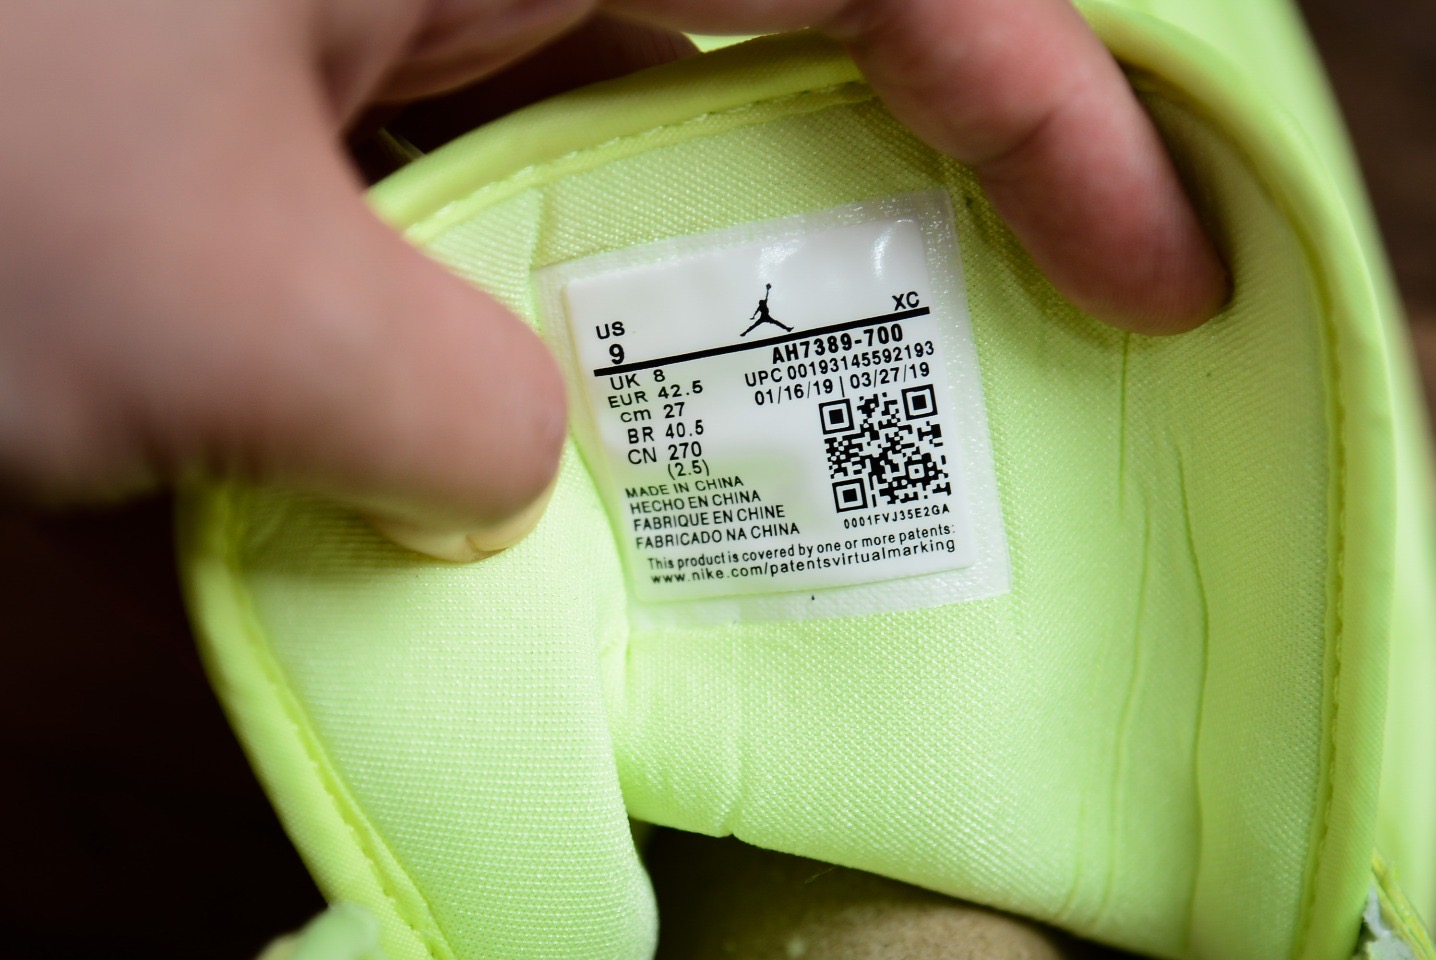 US
XC
9
AH7389-700
UK 8
UPC 00193145592193
EUR 42.5
01/16/19 | 03/27/19
cm 27
BR 40.5
CN 270
(2.5)
MADE IN CHINA
HECHO EN CHINA
FABRIQUE EN CHINE
FABRICADO NA CHINA
0001FVJ35E2GA
This product is covered by one or more patents:
www.nike.com/patentsvirtualmarking